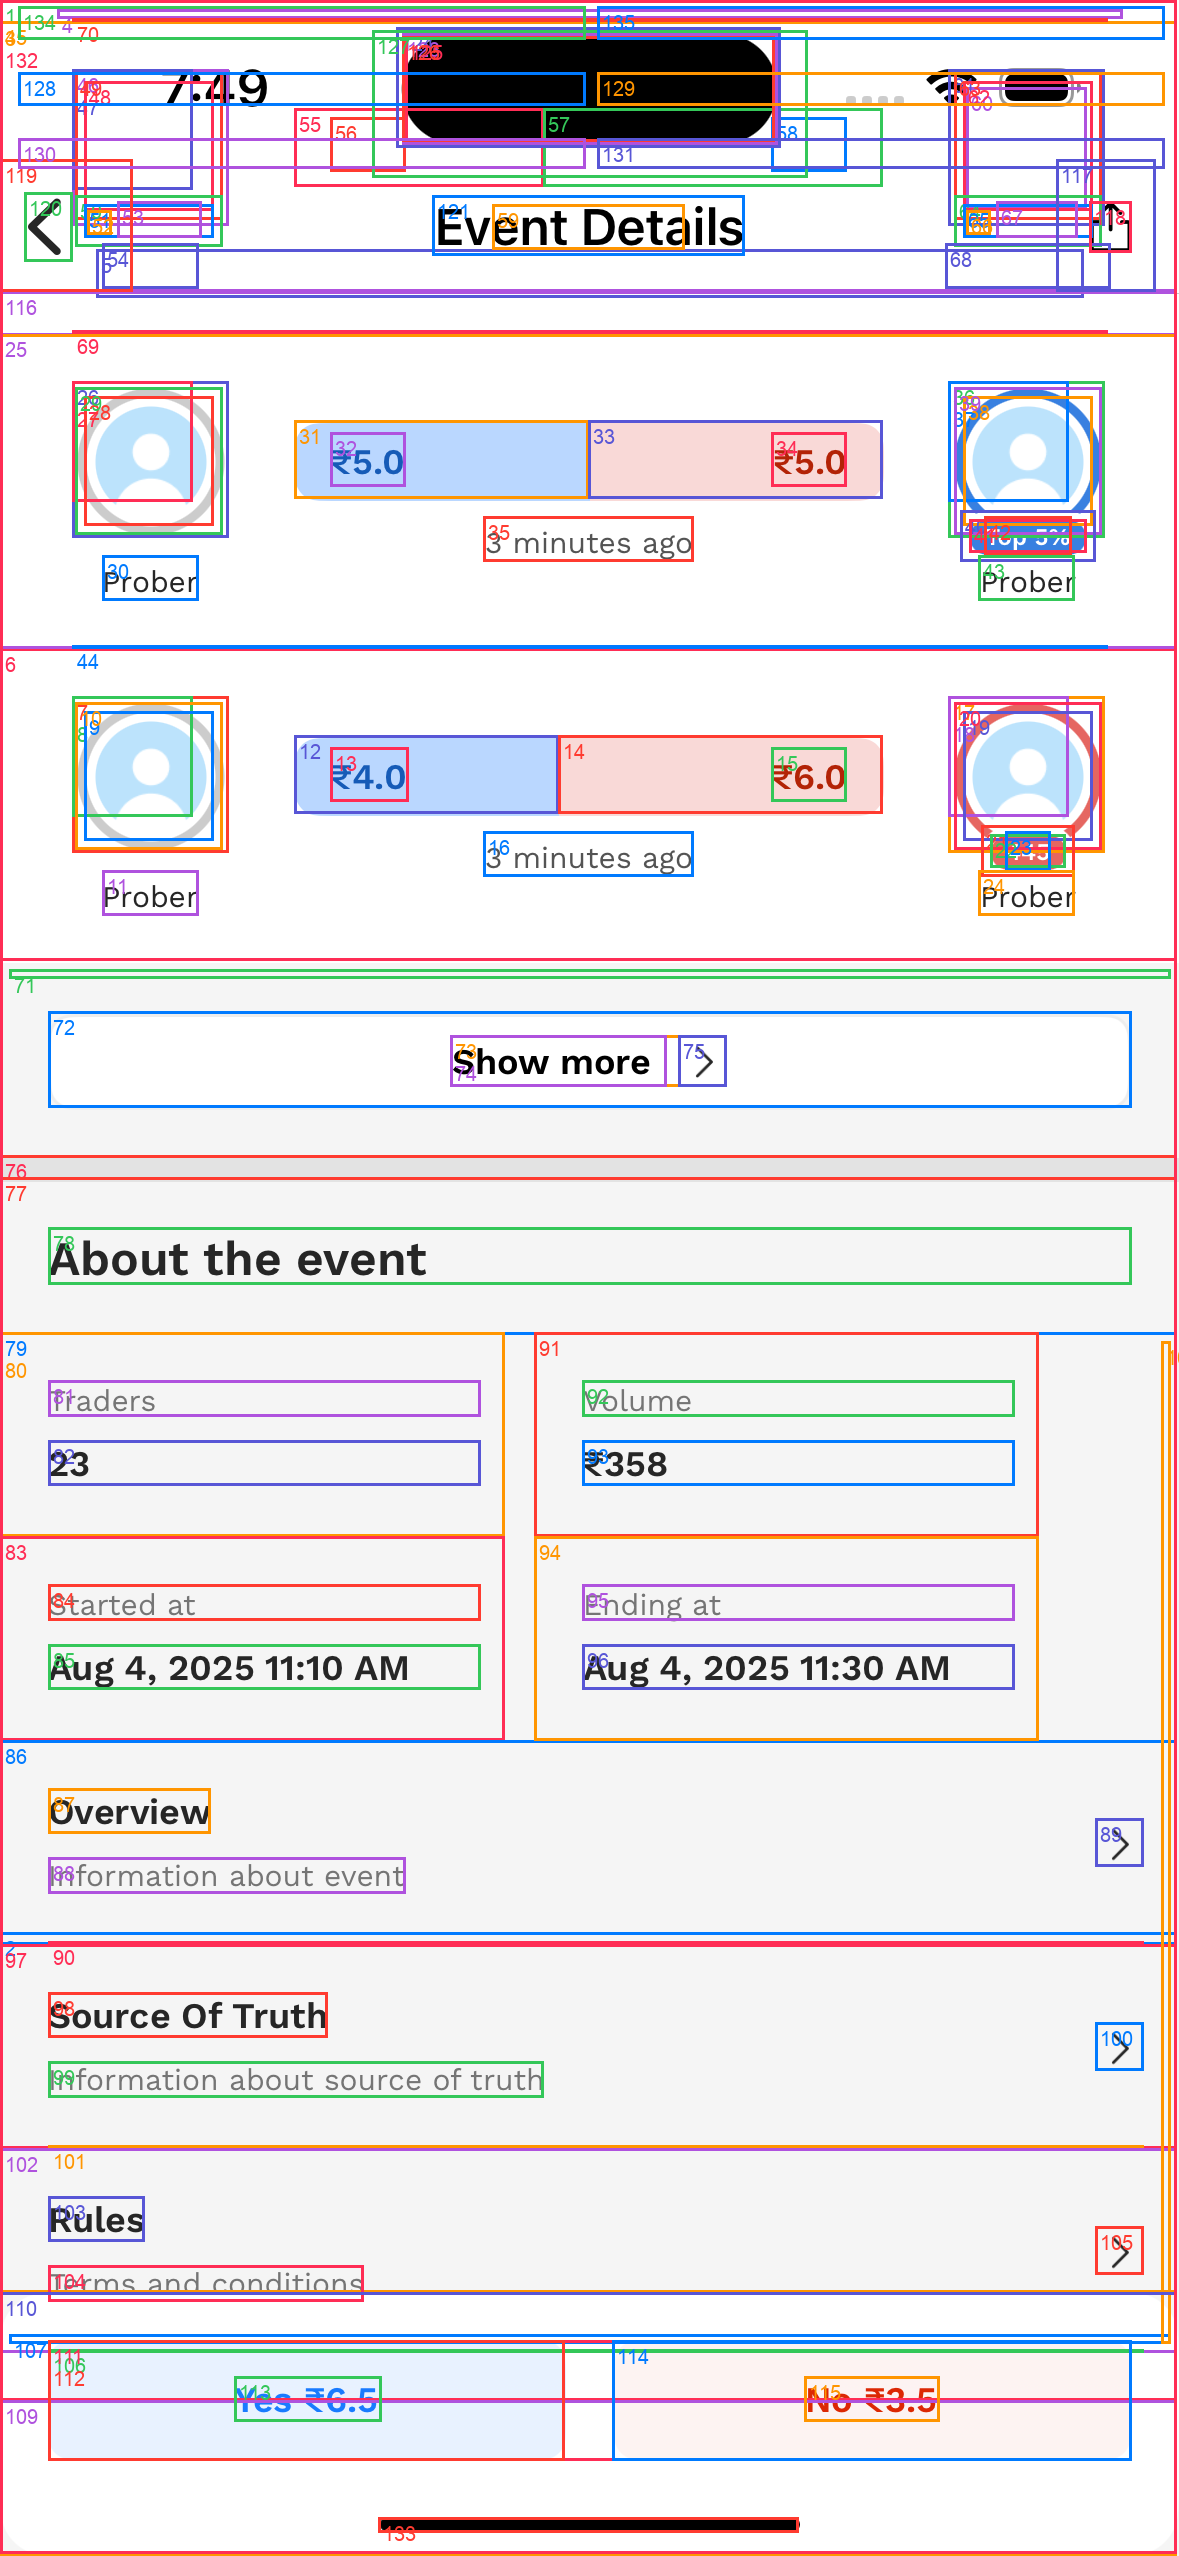 7:49
Event Details
₹5.0 ₹5.0
3 minutes ago
Top 5%
Prober Prober
₹4.0 ₹6.0
3 minutes ago
Prober Prober
Show more
About the event
Traders Volume
23 ₹358
Started at Ending at
Aug 4, 2025 11:10 AM Aug 4, 2025 11:30 AM
Overview
Information about event
Source Of Truth
Information about source of truth
Rules
Terms and conditions
Yes ₹6.5 No ₹3.5